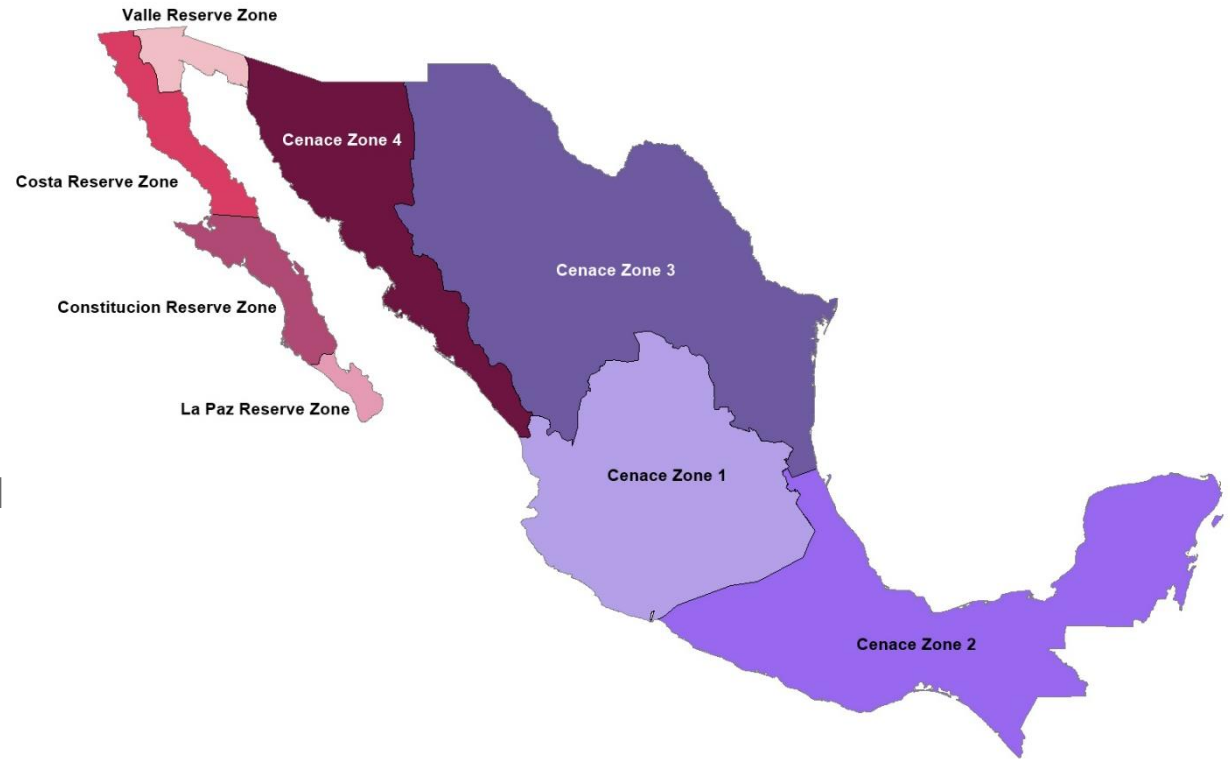 Valle Reserve Zone
Cenace Zone 4
Costa Reserve Zone
Cenace Zone 3
Constitucion Reserve Zone
La Paz Reserve Zone
Cenace Zone 1
Cenace Zone 2